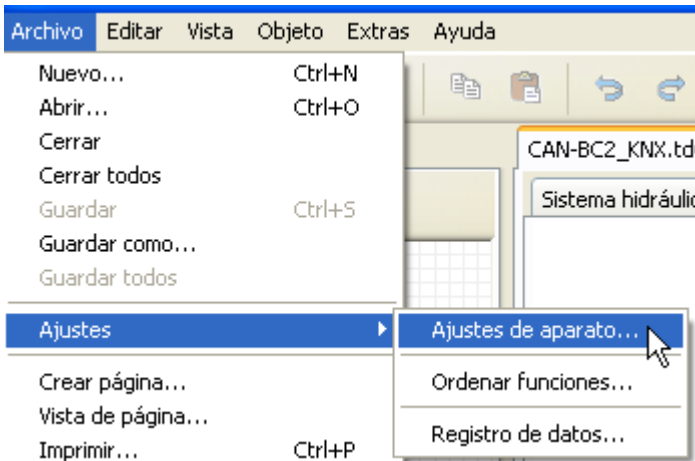 Archivo Editar Vista Objeto Extras Ayuda
Nuevo... Ctrl+N
Abrir... Ctrl+O
Cerrar
Cerrar todos
Guardar Ctrl+S
Guardar como...
Guardar todos
Ajustes
Crear página...
Vista de página...
Imprimir... Ctrl+P
Ajustes de aparato...
Ordenar funciones...
Registro de datos...
CAN-BC2_KNX.td
Sistema hidráulic